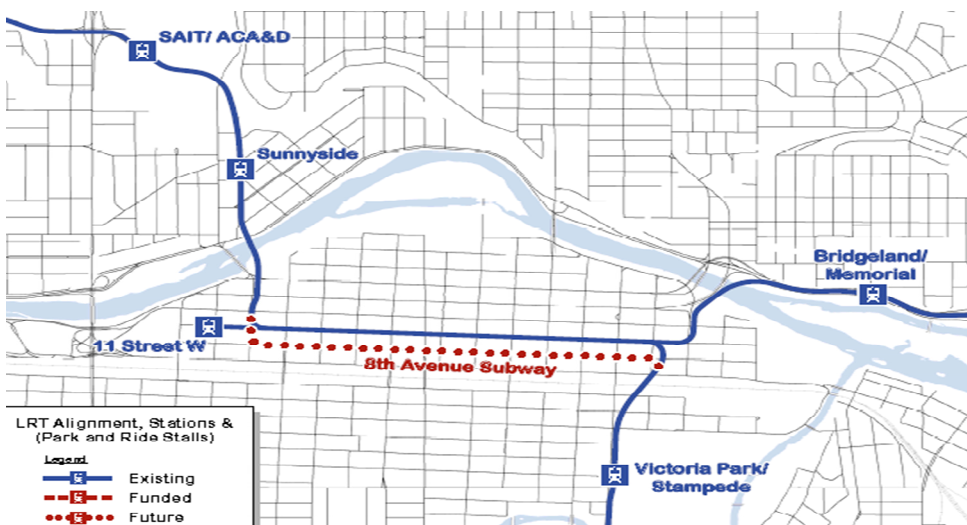 SAIT/ ACA&D
Sunnyside
Bridgeland/
Memorial
11 Street W
8th Avenue Subway
Victoria Park/
Stampede
LRT Alignment, Stations &
(Park and Ride Stalls)
Legend
Existing
Funded
Future